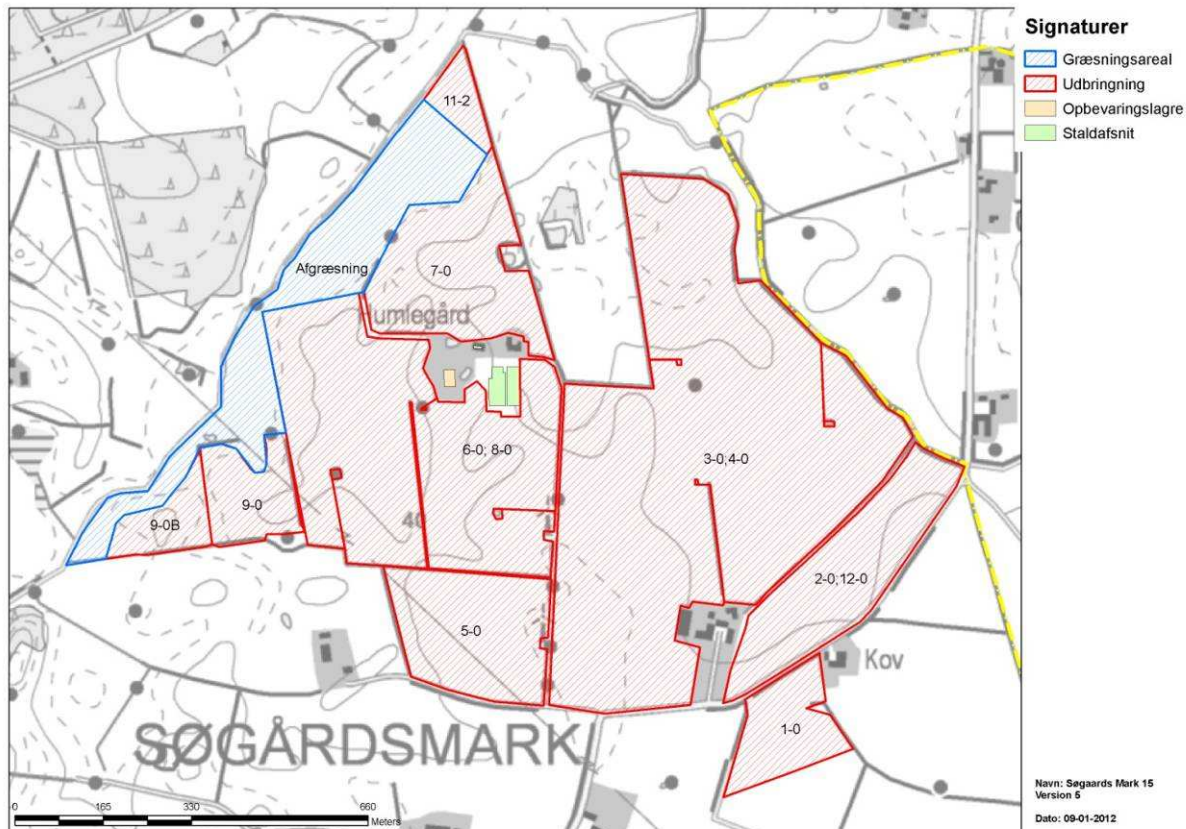 Signaturer
Græsningsareal
Udbringning
Opbevaringslagre
Staldafsnit
11-2
Afgræsning
7-0
Humlegård
6-0; 8-0
3-0;4-0
9-0B
9-0
40
2-0;12-0
5-0
Kov
1-0
SØGÅRDSMARK
0 165 330 660
Meters
Navn: Søgaards Mark 15
Version 5
Dato: 09-01-2012